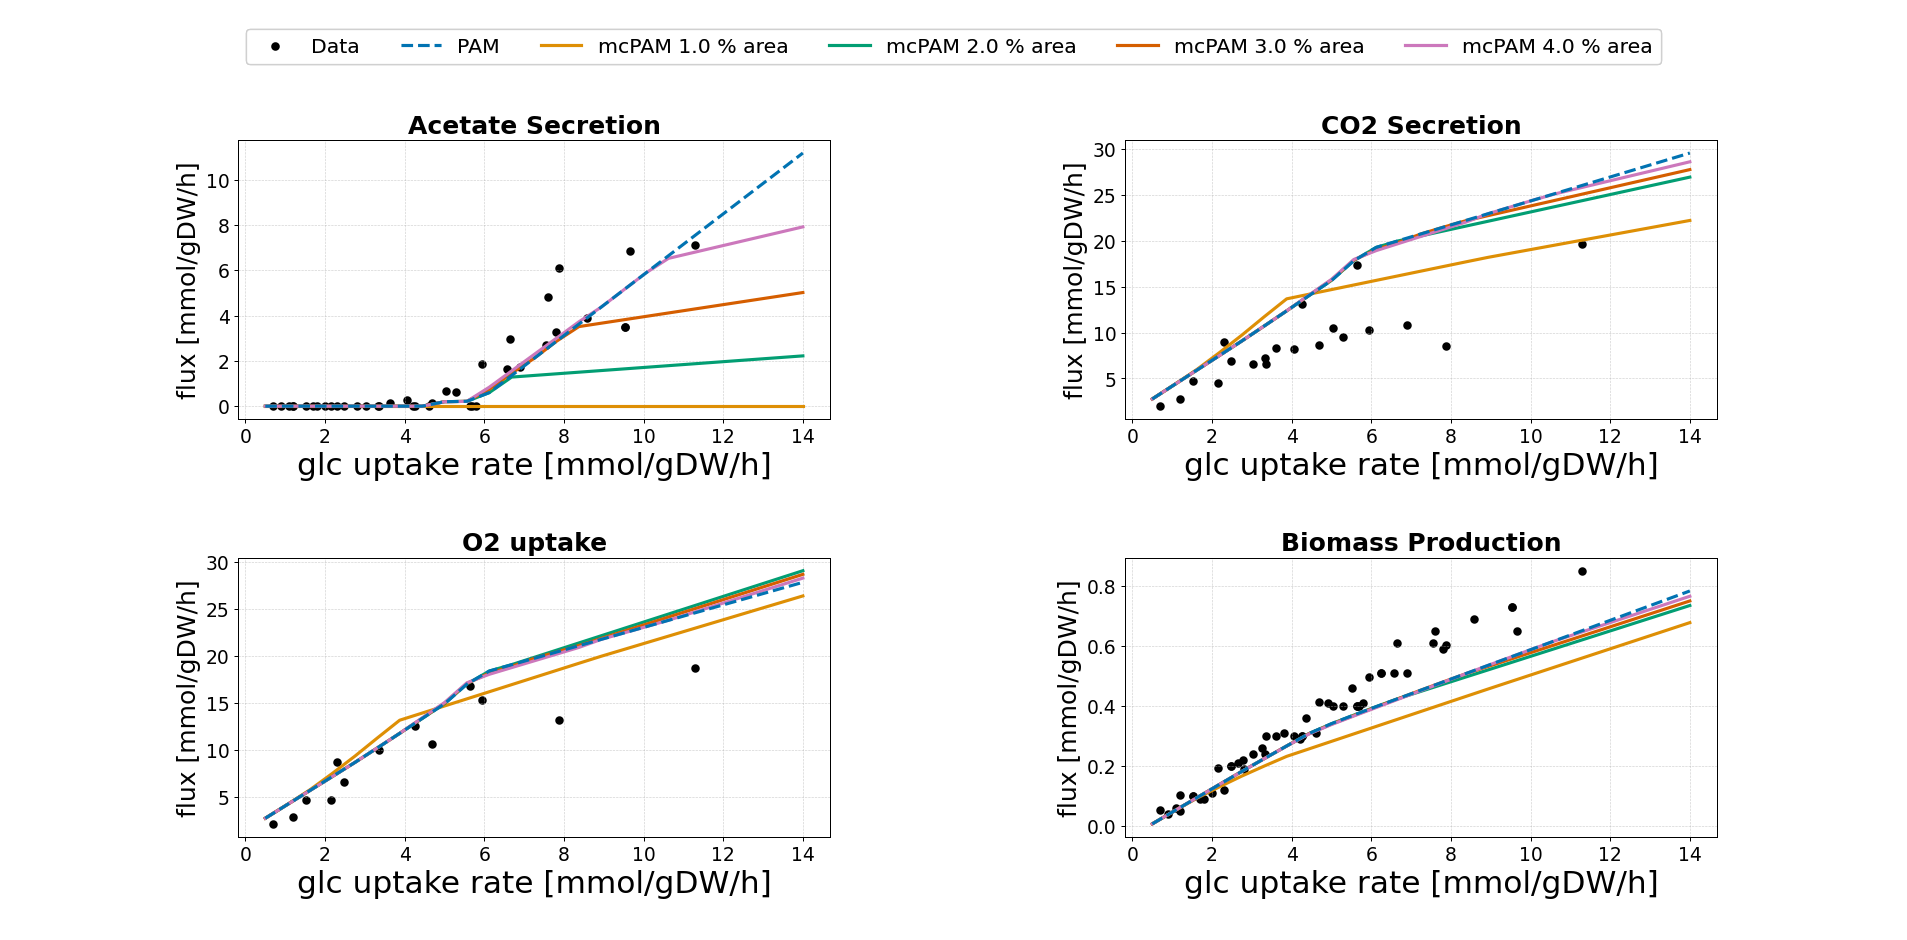 Data PAM mcPAM 1.0 % area mcPAM 2.0 % area mcPAM 3.0 % area mcPAM 4.0 % area
Acetate Secretion
flux [mmol/gDW/h]
10
8
6
4
2
0
0 2 4 6 8 10 12 14
glc uptake rate [mmol/gDW/h]
CO2 Secretion
flux [mmol/gDW/h]
30
25
20
15
10
5
0 2 4 6 8 10 12 14
glc uptake rate [mmol/gDW/h]
O2 uptake
flux [mmol/gDW/h]
30
25
20
15
10
5
0 2 4 6 8 10 12 14
glc uptake rate [mmol/gDW/h]
Biomass Production
flux [mmol/gDW/h]
0.8
0.6
0.4
0.2
0.0
0 2 4 6 8 10 12 14
glc uptake rate [mmol/gDW/h]